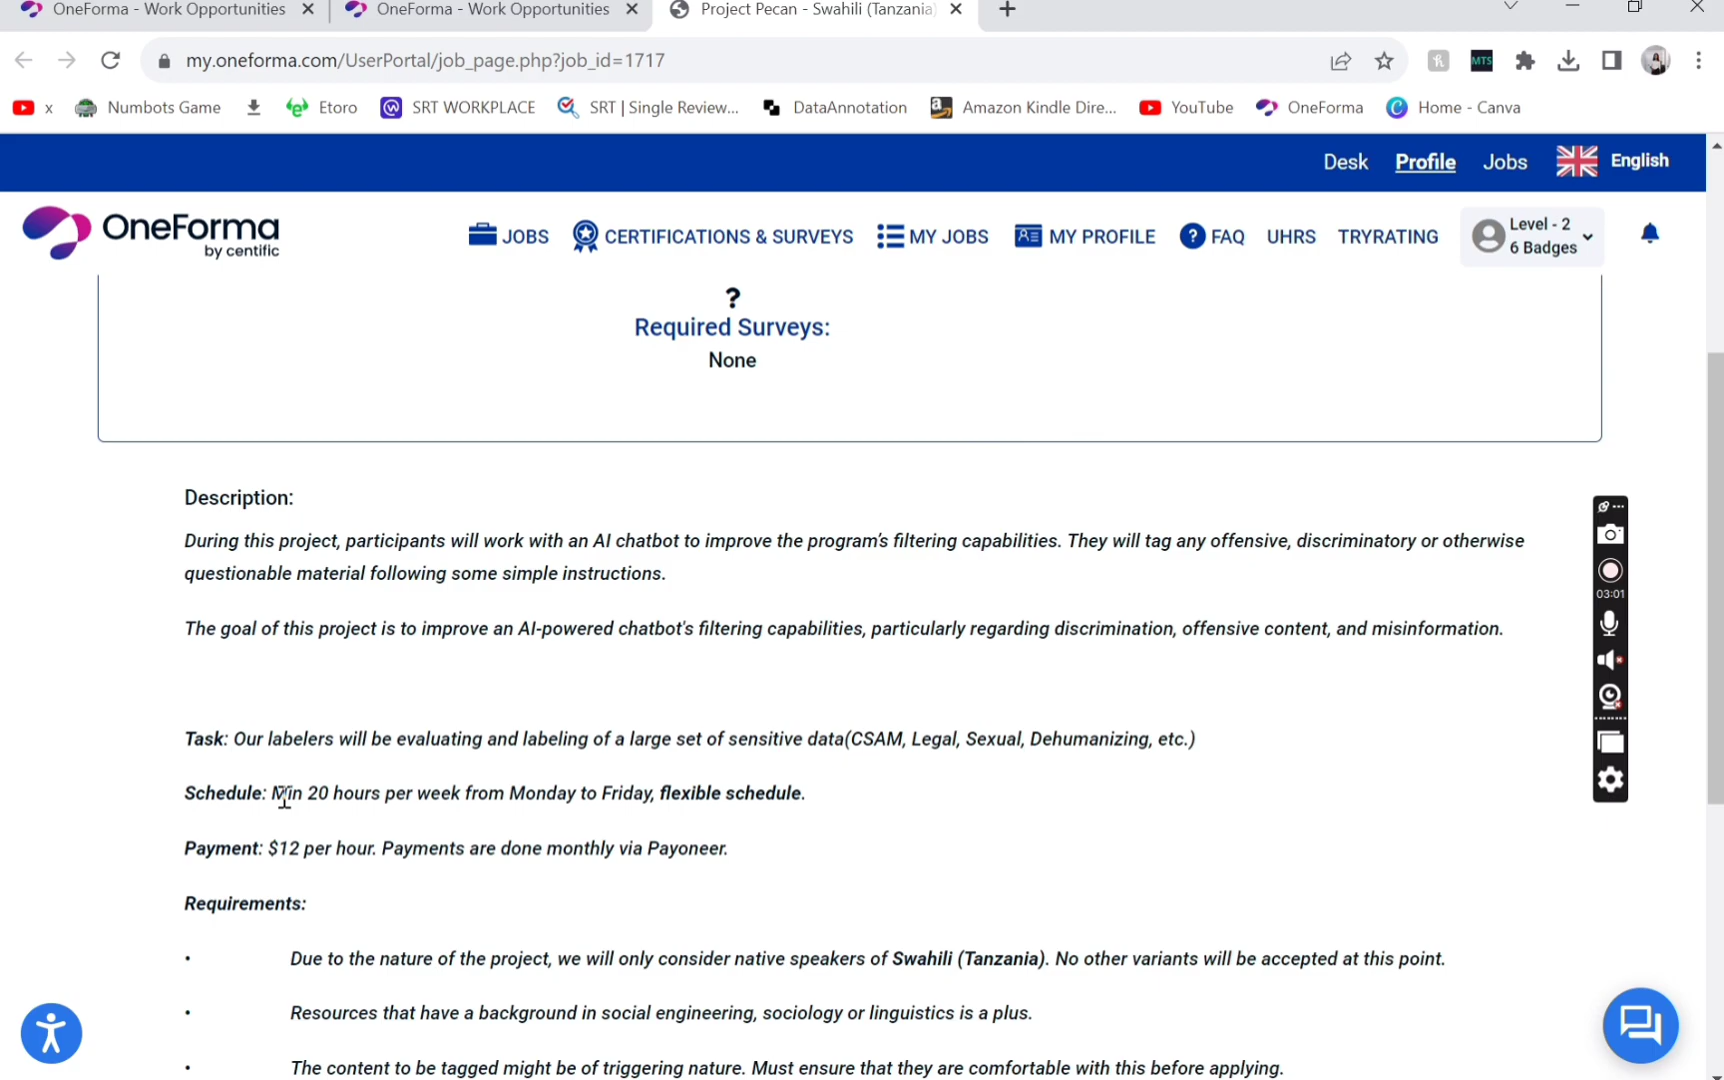 OneForma - Work Opportunities
OneForma - Work Opportunities
Project Pecan - Swahili (Tanzania)
my.oneforma.com/UserPortal/job_page.php?job_id=1717
MTS
x
Numbots Game
Etoro
SRT WORKPLACE
SRT | Single Review...
DataAnnotation
Amazon Kindle Dire...
YouTube
OneForma
Home - Canva
Desk Profile Jobs English
OneForma
by centific
JOBS
CERTIFICATIONS & SURVEYS
MY JOBS
MY PROFILE
? FAQ
UHRS
TRYRATING
Level - 2
6 Badges
?
Required Surveys:
None
Description:
During this project, participants will work with an AI chatbot to improve the program's filtering capabilities. They will tag any offensive, discriminatory or otherwise
questionable material following some simple instructions.
The goal of this project is to improve an AI-powered chatbot's filtering capabilities, particularly regarding discrimination, offensive content, and misinformation.
Task: Our labelers will be evaluating and labeling of a large set of sensitive data(CSAM, Legal, Sexual, Dehumanizing, etc.)
Schedule: Min 20 hours per week from Monday to Friday, flexible schedule.
Payment: $12 per hour. Payments are done monthly via Payoneer.
Requirements:
• Due to the nature of the project, we will only consider native speakers of Swahili (Tanzania). No other variants will be accepted at this point.
• Resources that have a background in social engineering, sociology or linguistics is a plus.
• The content to be tagged might be of triggering nature. Must ensure that they are comfortable with this before applying.
03:01